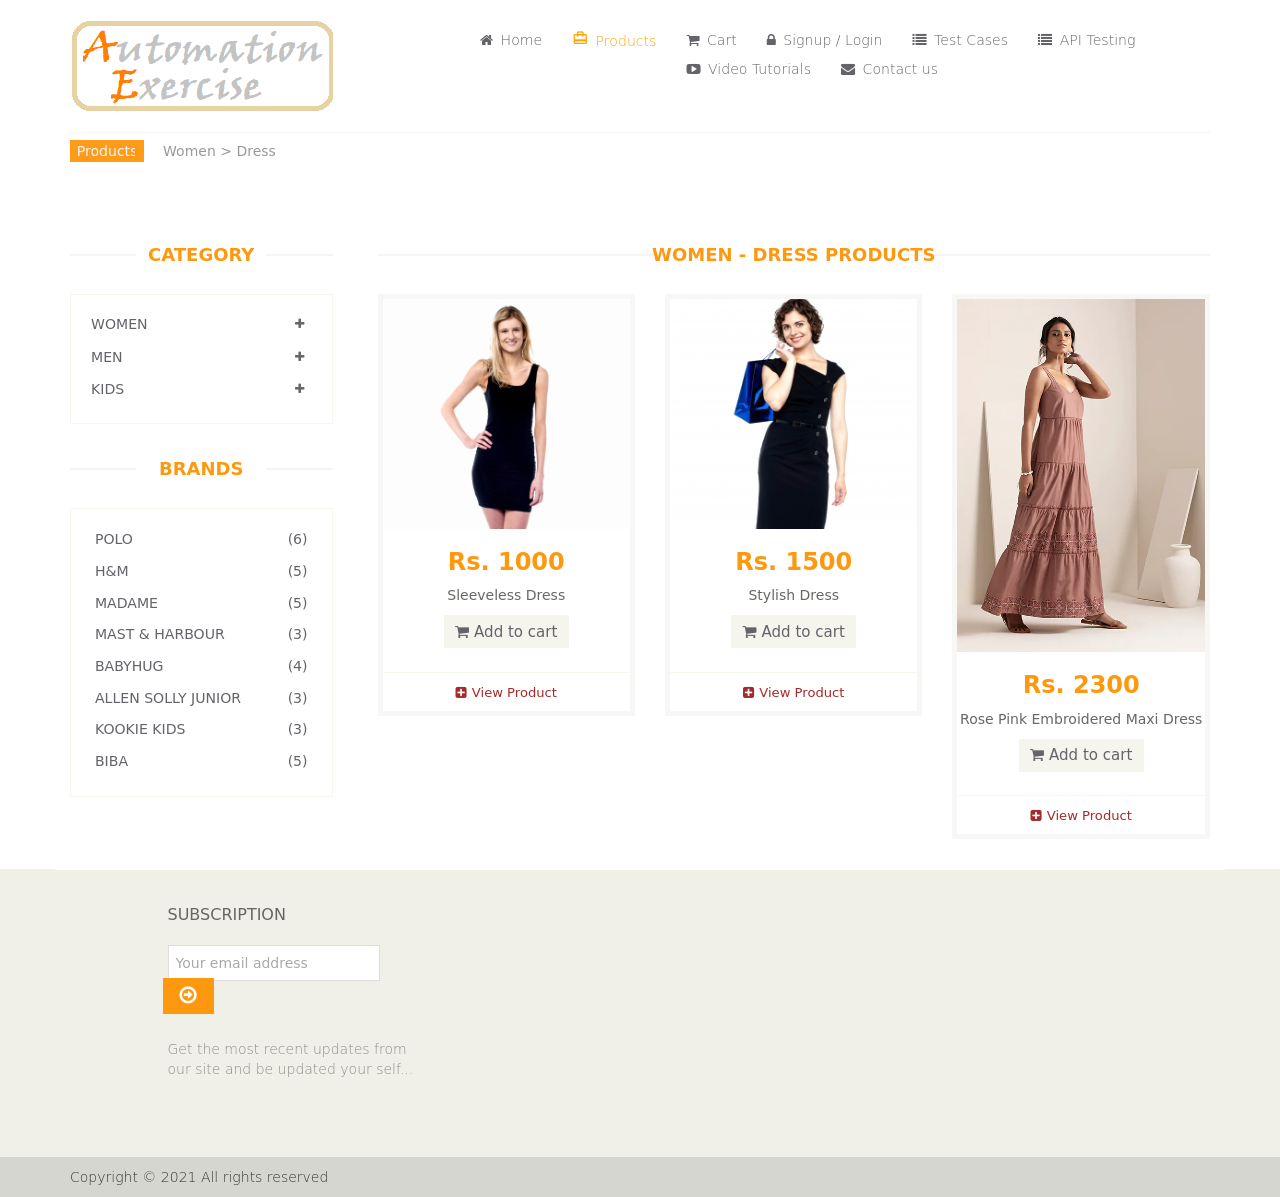 Automation
Exercise
Home
Products
Cart
Signup / Login
Test Cases
API Testing
Video Tutorials
Contact us
Products
Women > Dress
CATEGORY
WOMEN
MEN
KIDS
BRANDS
POLO (6)
H&M (5)
MADAME (5)
MAST & HARBOUR (3)
BABYHUG (4)
ALLEN SOLLY JUNIOR (3)
KOOKIE KIDS (3)
BIBA (5)
WOMEN - DRESS PRODUCTS
Rs. 1000
Sleeveless Dress
Add to cart
View Product
Rs. 1500
Stylish Dress
Add to cart
View Product
Rs. 2300
Rose Pink Embroidered Maxi Dress
Add to cart
View Product
SUBSCRIPTION
Your email address
Get the most recent updates from
our site and be updated your self...
Copyright © 2021 All rights reserved